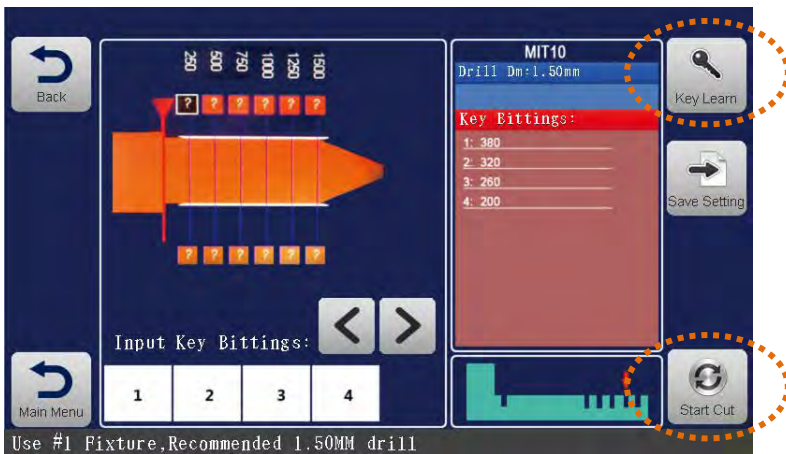 Back
250 500 750 1000 1250 1500
? ? ? ? ? ?
? ? ? ? ? ?
Input Key Bittings:
< >
1 2 3 4
Main Menu
MIT10
Drill Dm:1.50mm
Key Bittings:
1: 380
2: 320
3: 260
4: 200
Key Learn
Save Setting
Start Cut
Use #1 Fixture,Recommended 1.50MM drill